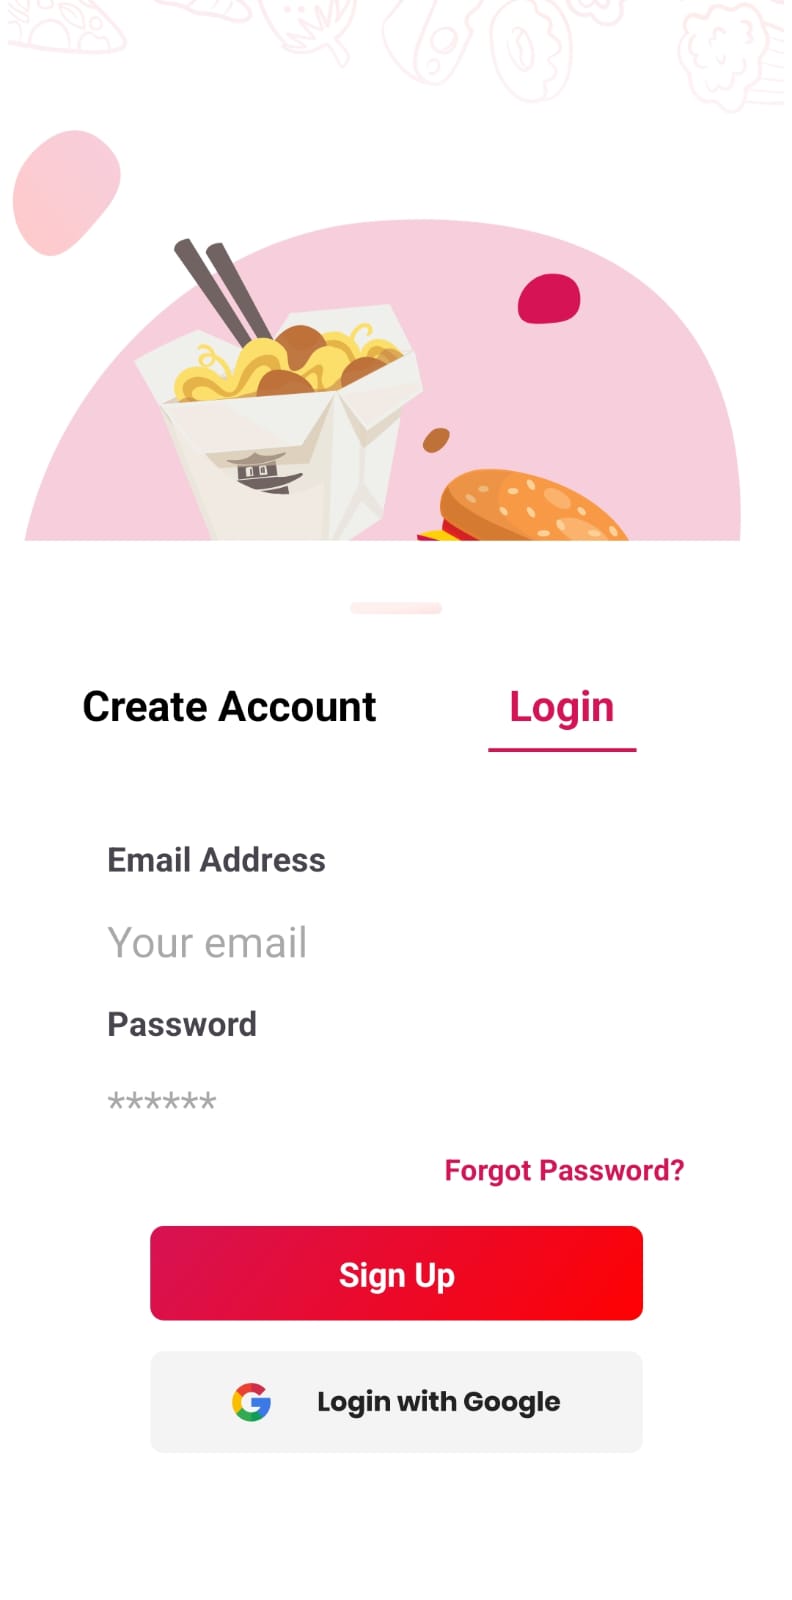 Create Account Login
Email Address
Your email
Password
******
Forgot Password?
Sign Up
Login with Google